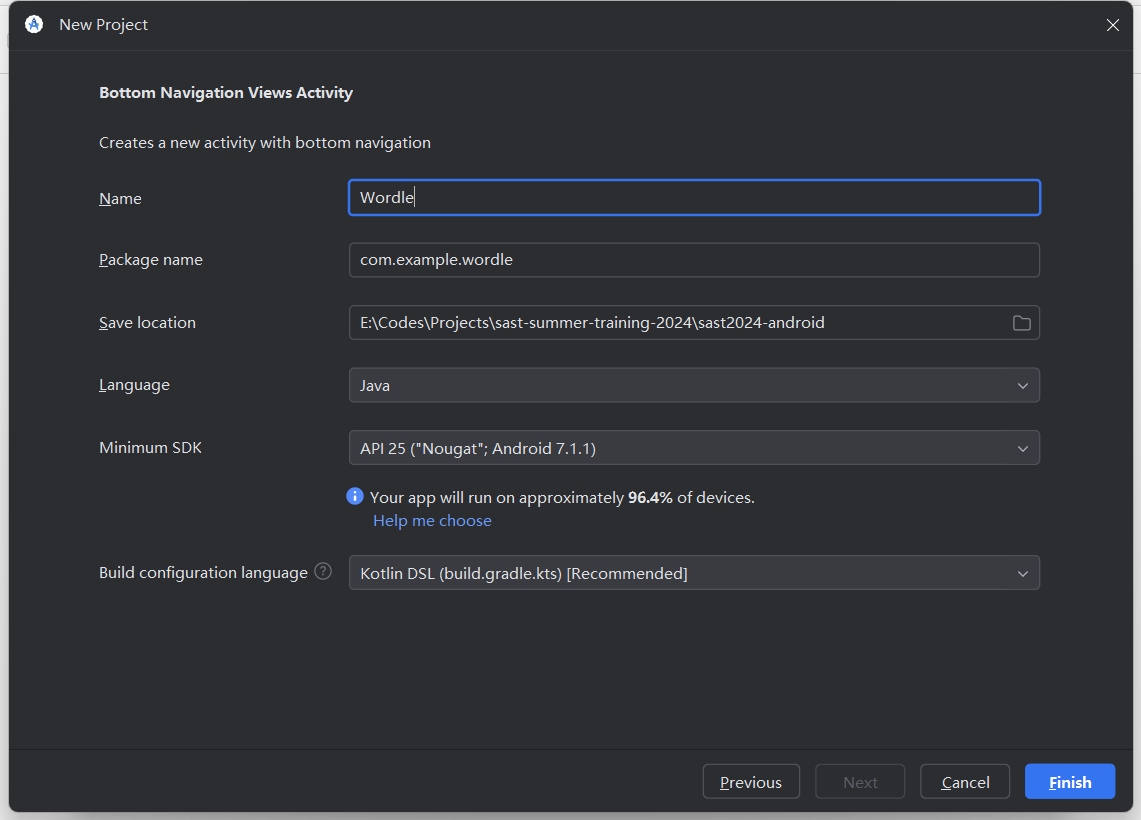 New Project
Bottom Navigation Views Activity
Creates a new activity with bottom navigation
Name
Wordle
Package name
com.example.wordle
Save location
E:\Codes\Projects\sast-summer-training-2024\sast2024-android
Language
Java
Minimum SDK
API 25 ("Nougat"; Android 7.1.1)
Your app will run on approximately 96.4% of devices.
Help me choose
Build configuration language
Kotlin DSL (build.gradle.kts) [Recommended]
Previous
Next
Cancel
Finish